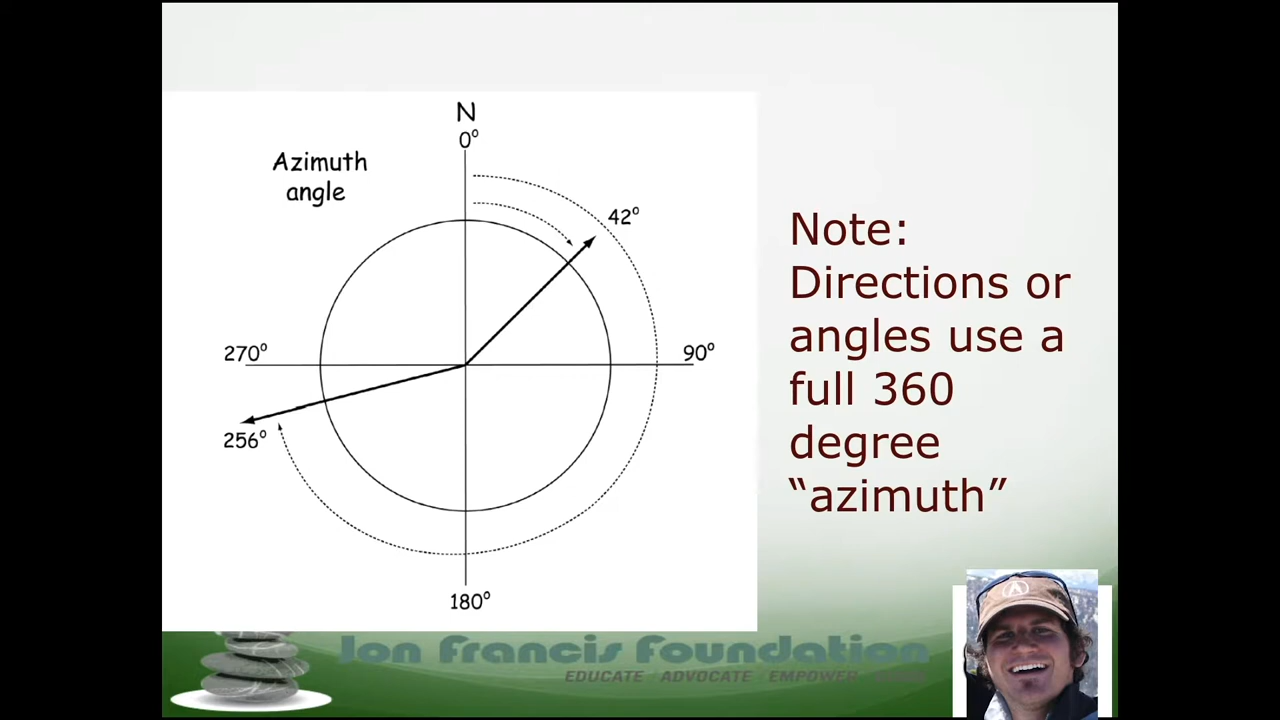 N
0°
Azimuth
angle
42°
270°
90°
256°
180°
Note:
Directions or
angles use a
full 360
degree
“azimuth”
Jon Francis Foundation
EDUCATE ADVOCATE EMPOWER